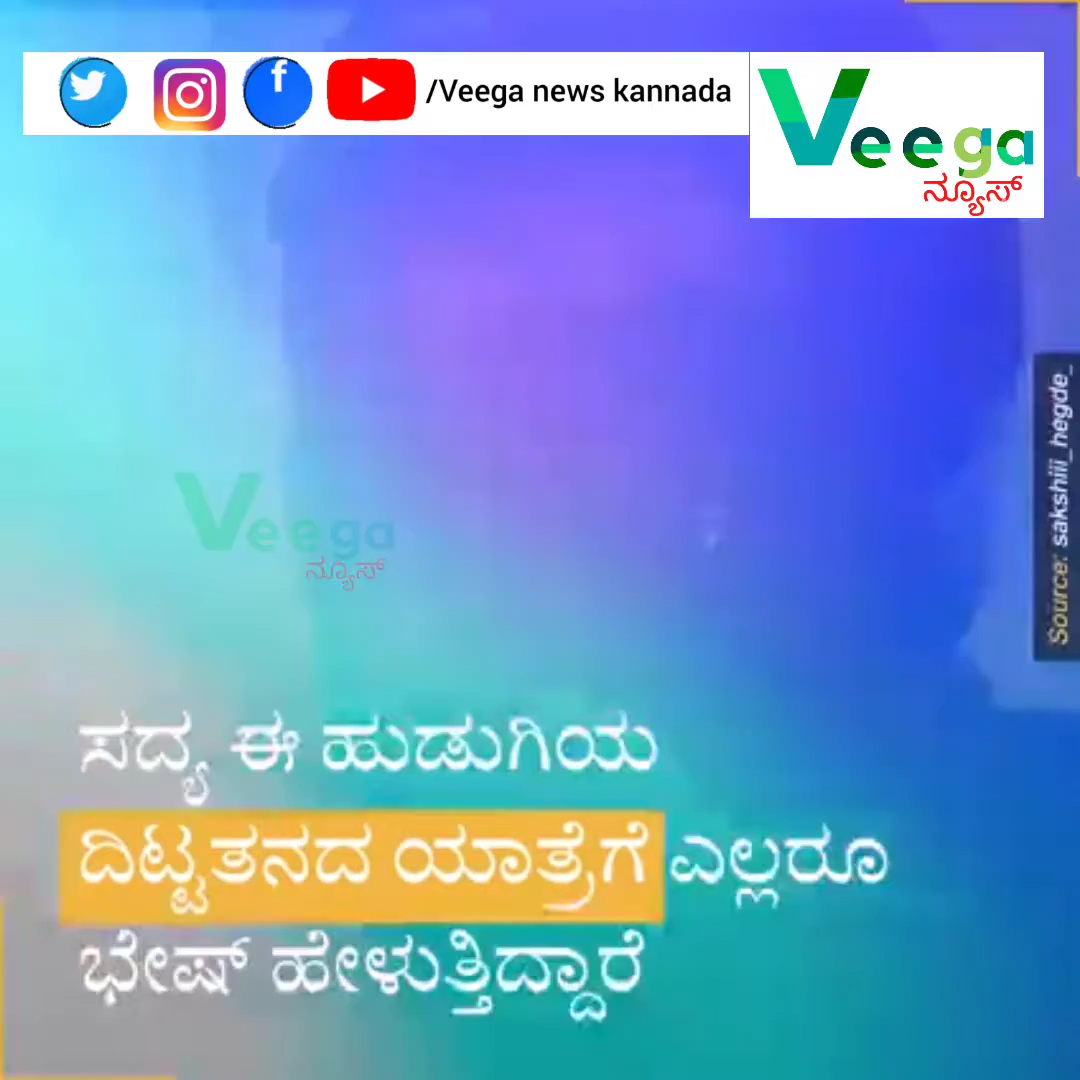 /Veega news kannada
Veega
ನ್ಯೂಸ್
Source: sakshiii_hegde_
Veega
ನ್ಯೂಸ್
ಸದ್ಯ ಈ ಹುಡುಗಿಯ
ದಿಟ್ಟತನದ ಯಾತ್ರೆಗೆ ಎಲ್ಲರೂ
ಭೇಷ್ ಹೇಳುತ್ತಿದ್ದಾರೆ